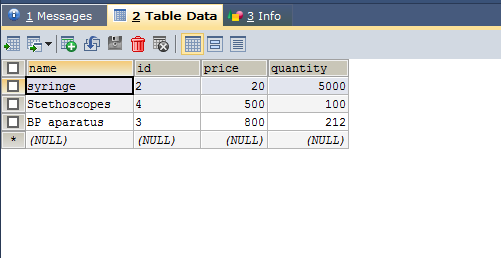 1 Messages 2 Table Data 3 Info
name id price quantity
syringe 2 20 5000
Stethoscopes 4 500 100
BP aparatus 3 800 212
* (NULL) (NULL) (NULL) (NULL)